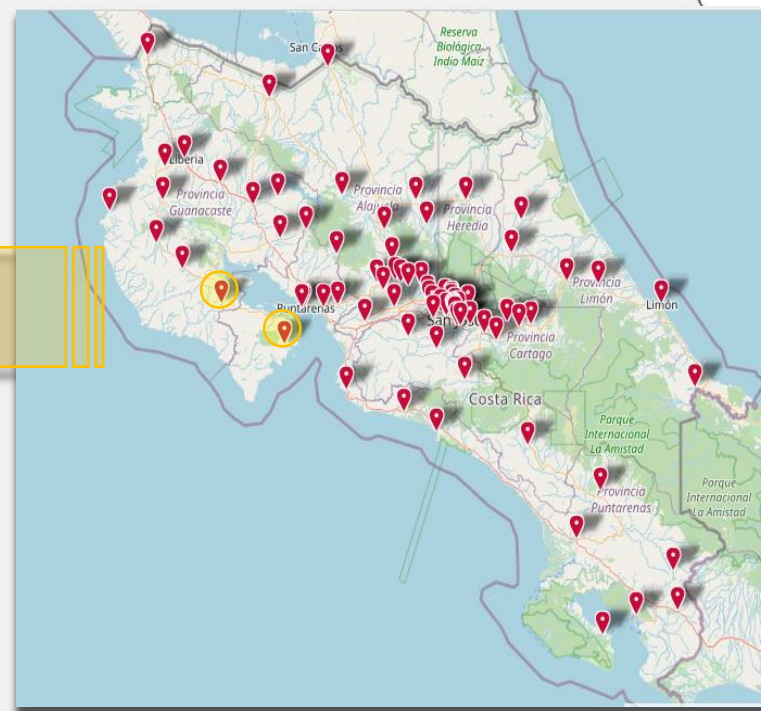 San Carlos
Reserva
Biológica
Indio Maíz
Liberia
Provincia
Guanacaste
Provincia
Alajuela
Provincia
Heredia
Provincia
Limón
Limón
Puntarenas
San José
Provincia
Cartago
Costa Rica
Parque
Internacional
La Amistad
Parque
Internacional
La Amistad
Provincia
Puntarenas